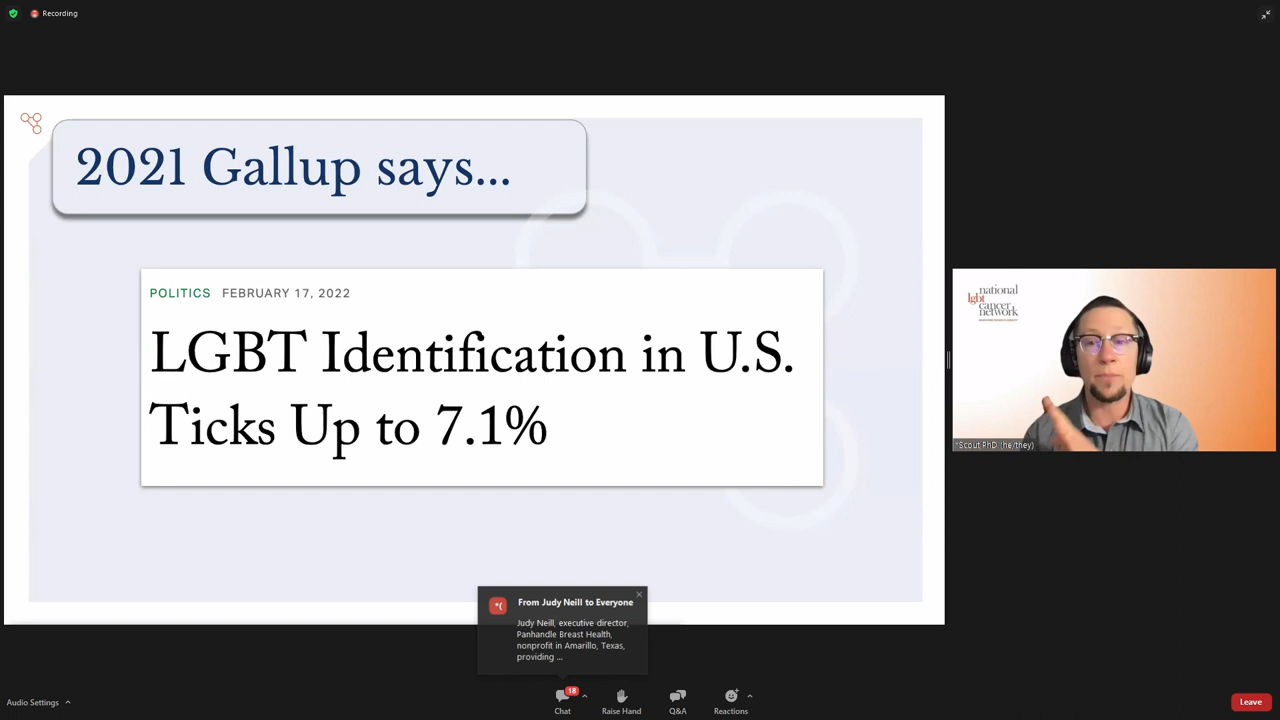 Recording
2021 Gallup says...
POLITICS FEBRUARY 17, 2022
LGBT Identification in U.S.
Ticks Up to 7.1%
national
lgbt
cancer
network
*Scout PhD (he/they)
*(
From Judy Neill to Everyone
Judy Neill, executive director,
Panhandle Breast Health,
nonprofit in Amarillo, Texas,
providing ...
Audio Settings
18
Chat
Raise Hand
Q&A
Reactions
Leave